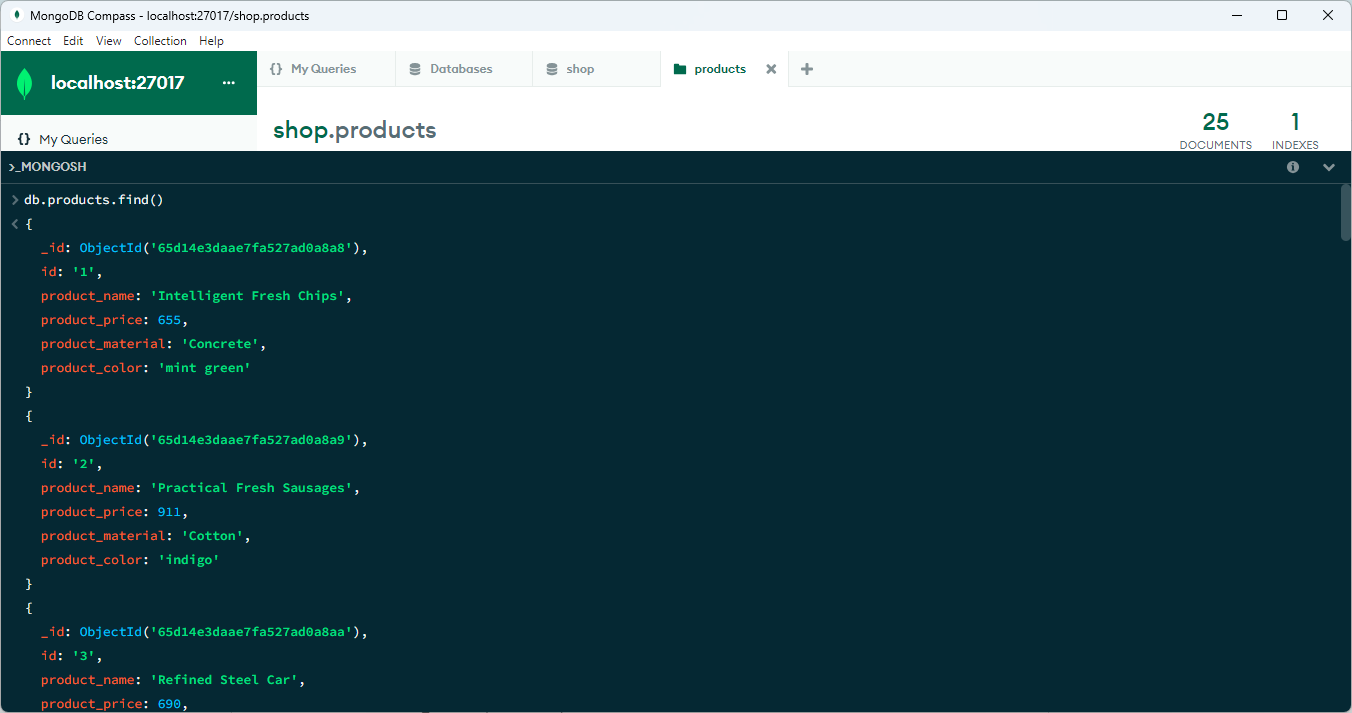 MongoDB Compass - localhost:27017/shop.products
Connect Edit View Collection Help
localhost:27017 ...
{} My Queries Databases shop products
{} My Queries
shop.products
25 1
DOCUMENTS INDEXES
>_MONGOSH
> db.products.find()
< {
_id: ObjectId('65d14e3daae7fa527ad0a8a8'),
id: '1',
product_name: 'Intelligent Fresh Chips',
product_price: 655,
product_material: 'Concrete',
product_color: 'mint green'
}
{
_id: ObjectId('65d14e3daae7fa527ad0a8a9'),
id: '2',
product_name: 'Practical Fresh Sausages',
product_price: 911,
product_material: 'Cotton',
product_color: 'indigo'
}
{
_id: ObjectId('65d14e3daae7fa527ad0a8aa'),
id: '3',
product_name: 'Refined Steel Car',
product_price: 690,